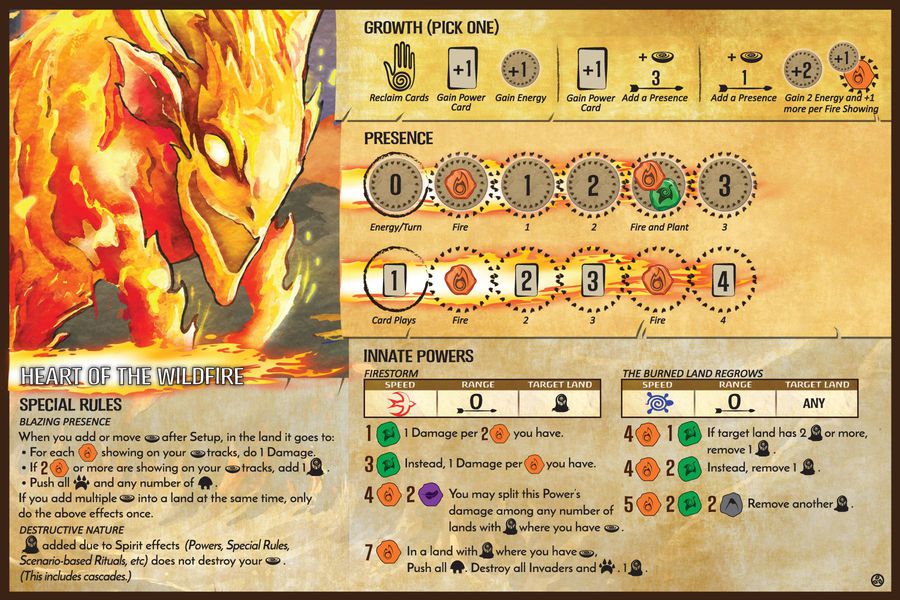 GROWTH (PICK ONE)
+1
+1
+1
+
3
+
1
+2
+1
Reclaim Cards
Gain Power
Card
Gain Energy
Gain Power
Card
Add a Presence
Add a Presence
Gain 2 Energy and +1
more per Fire Showing
PRESENCE
0
1
2
3
Energy/Turn
Fire
1
2
Fire and Plant
3
1
2
3
4
Card Plays
Fire
2
3
Fire
4
HEART OF THE WILDFIRE
SPECIAL RULES
BLAZING PRESENCE
When you add or move after Setup, in the land it goes to:
• For each showing on your tracks, do 1 Damage.
• If 2 or more are showing on your tracks, add 1 .
• Push all and any number of .
If you add multiple into a land at the same time, only
do the above effects once.
DESTRUCTIVE NATURE
added due to Spirit effects (Powers, Special Rules,
Scenario-based Rituals, etc) does not destroy your .
(This includes cascades.)
INNATE POWERS
FIRESTORM
SPEED
RANGE
TARGET LAND
0
1 1 Damage per 2 you have.
3 Instead, 1 Damage per you have.
4 2 You may split this Power's
damage among any number of
lands with where you have .
7 In a land with where you have ,
Push all . Destroy all Invaders and . 1 .
THE BURNED LAND REGROWS
SPEED
RANGE
TARGET LAND
0
ANY
4 1 If target land has 2 or more,
remove 1 .
4 2 Instead, remove 1 .
5 2 2 Remove another .